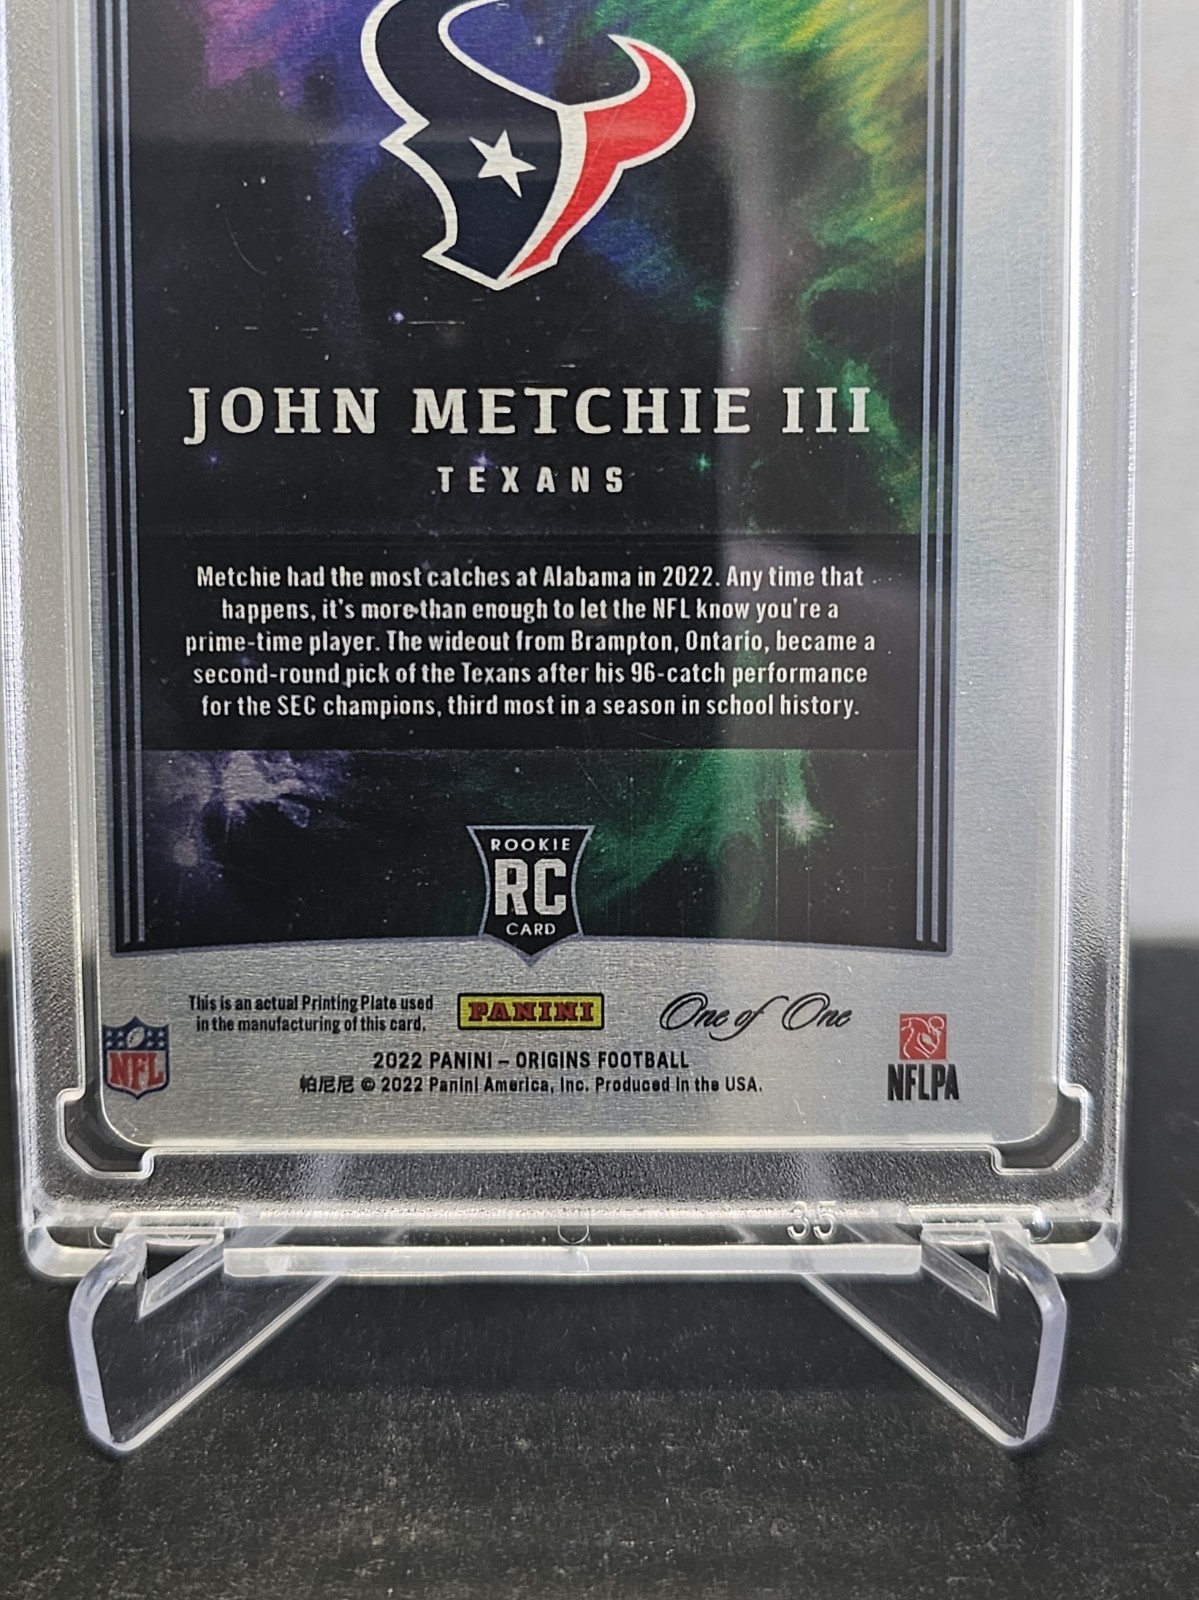 JOHN METCHIE III
TEXANS
Metchie had the most catches at Alabama in 2022. Any time that
happens, it's more than enough to let the NFL know you're a
prime-time player. The wideout from Brampton, Ontario, became a
second-round pick of the Texans after his 96-catch performance
for the SEC champions, third most in a season in school history.
ROOKIE
RC
CARD
This is an actual Printing Plate used
in the manufacturing of this card.
PANINI
One of One
NFL
2022 PANINI – ORIGINS FOOTBALL
帕尼尼 © 2022 Panini America, Inc. Produced in the USA.
NFLPA
35